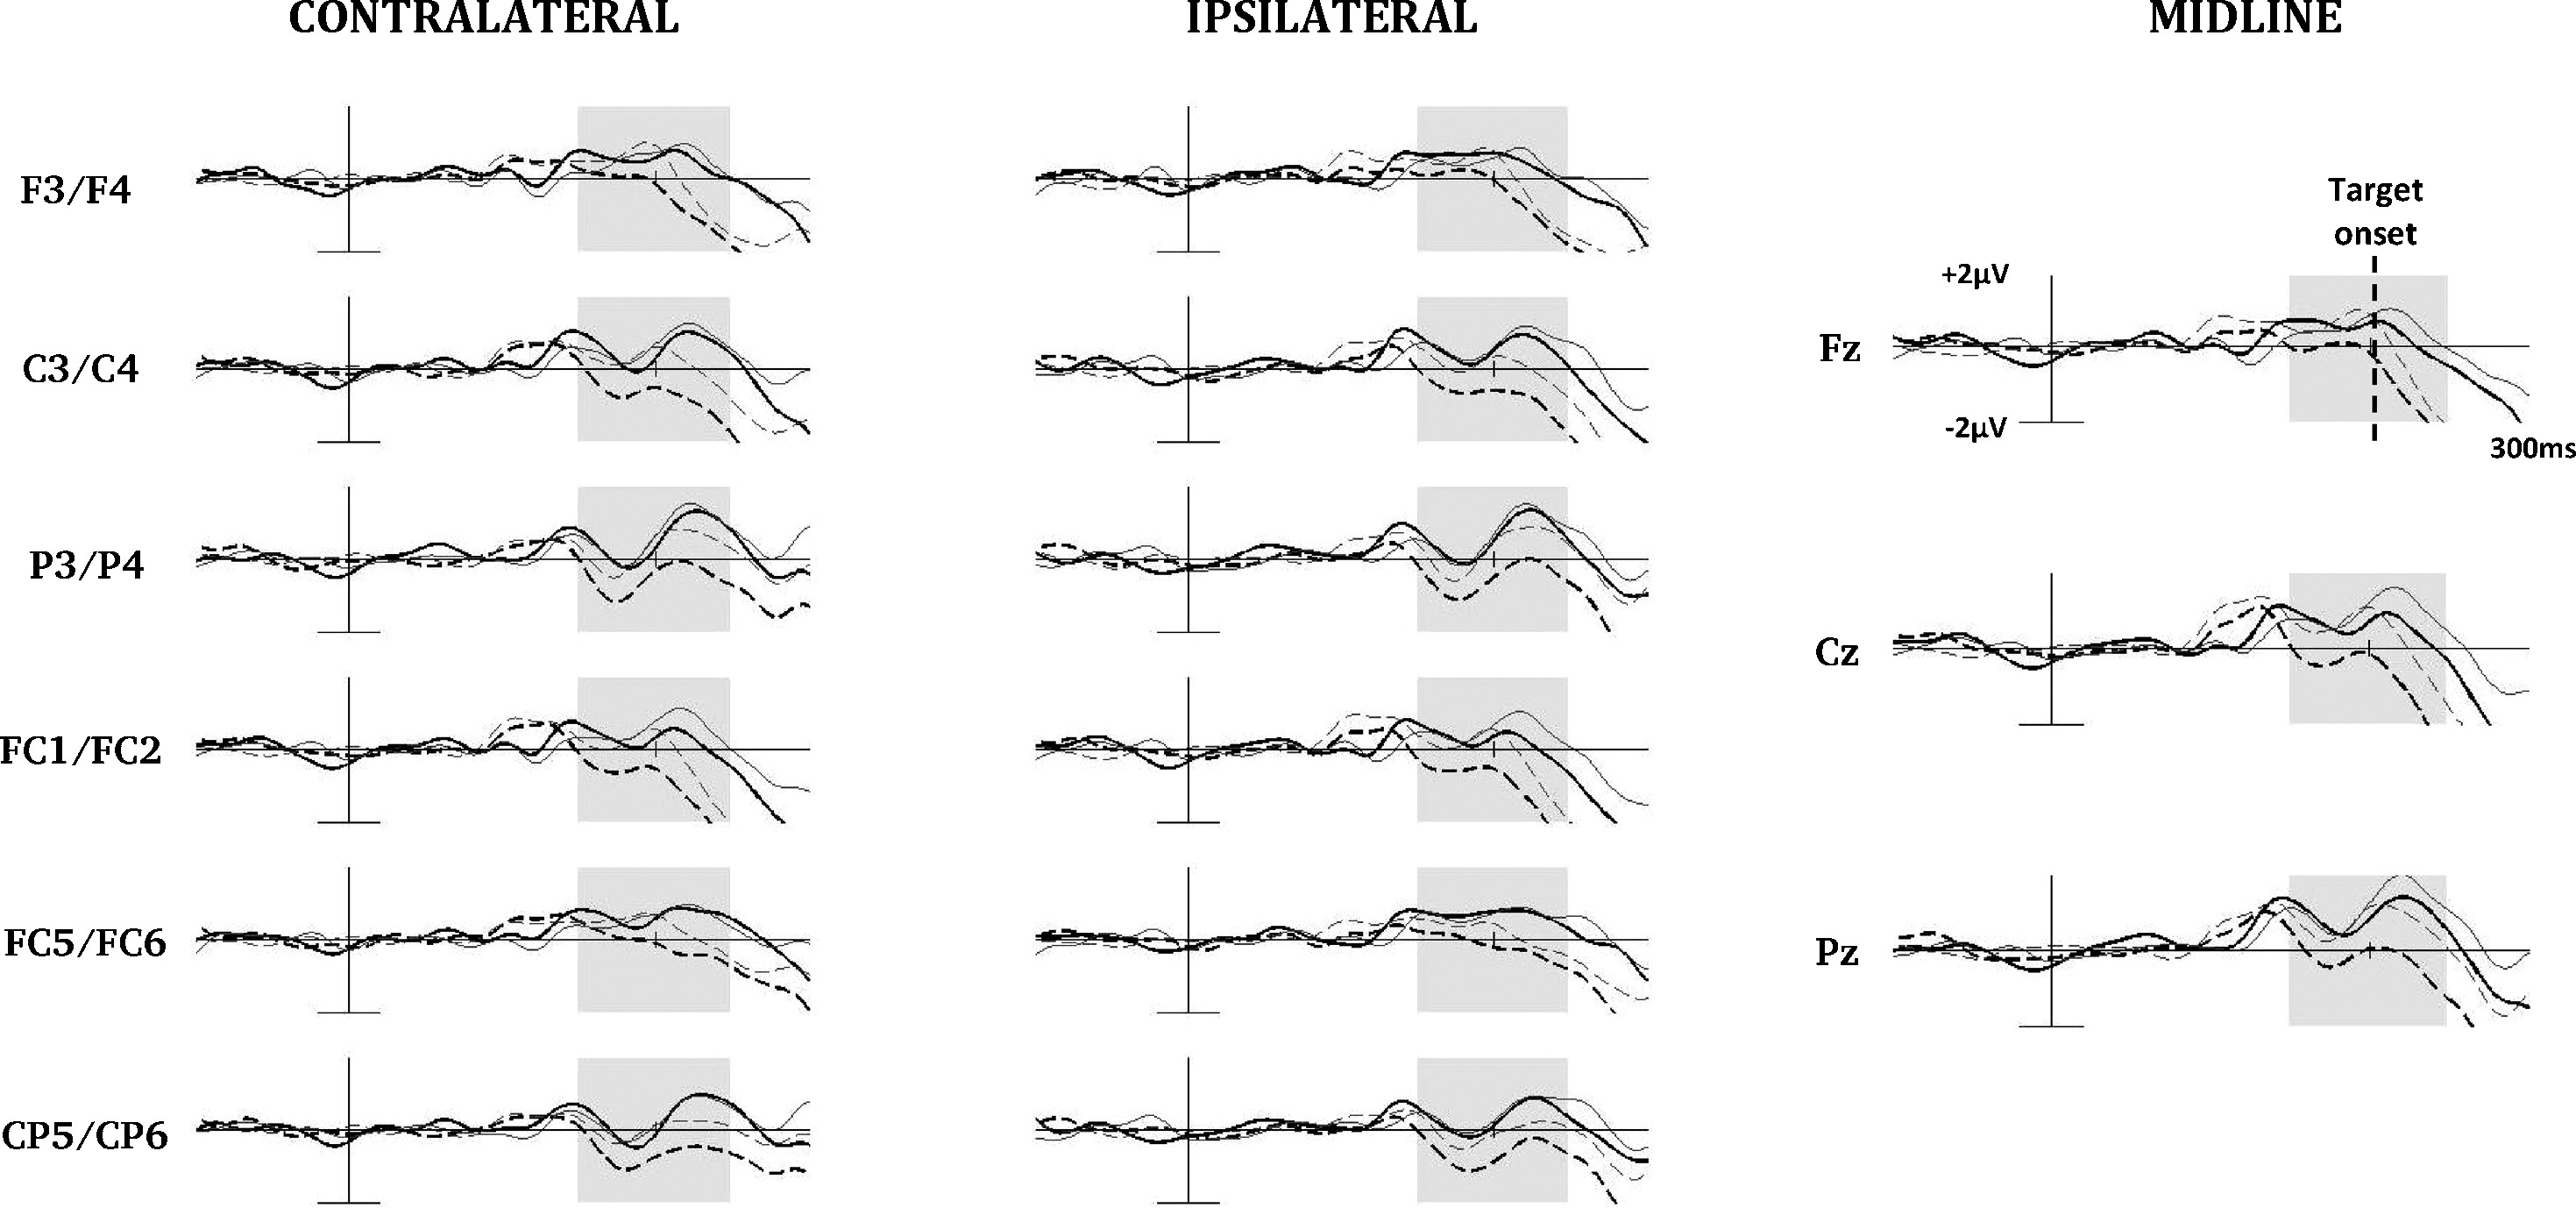 CONTRALATERAL
IPSILATERAL
MIDLINE
F3/F4
C3/C4
P3/P4
FC1/FC2
FC5/FC6
CP5/CP6
Target
onset
+2µV
Fz
-2µV
300ms
Cz
Pz